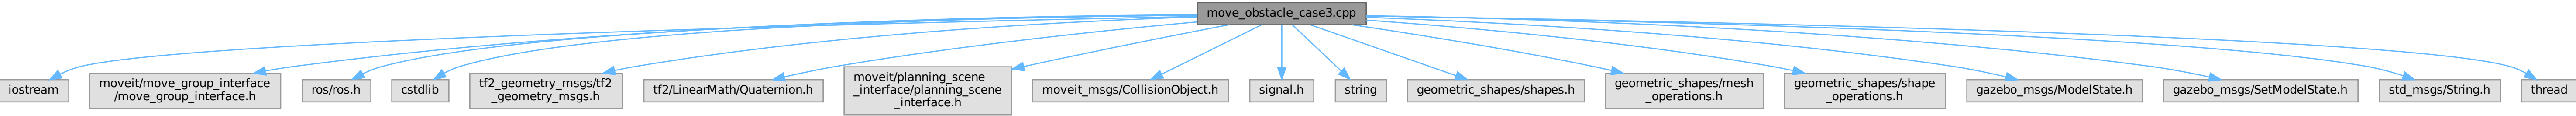 move_obstacle_case3.cpp
iostream
moveit/move_group_interface
/move_group_interface.h
ros/ros.h
cstdlib
tf2_geometry_msgs/tf2
_geometry_msgs.h
tf2/LinearMath/Quaternion.h
moveit/planning_scene
_interface/planning_scene
_interface.h
moveit_msgs/CollisionObject.h
signal.h
string
geometric_shapes/shapes.h
geometric_shapes/mesh
_operations.h
geometric_shapes/shape
_operations.h
gazebo_msgs/ModelState.h
gazebo_msgs/SetModelState.h
std_msgs/String.h
thread